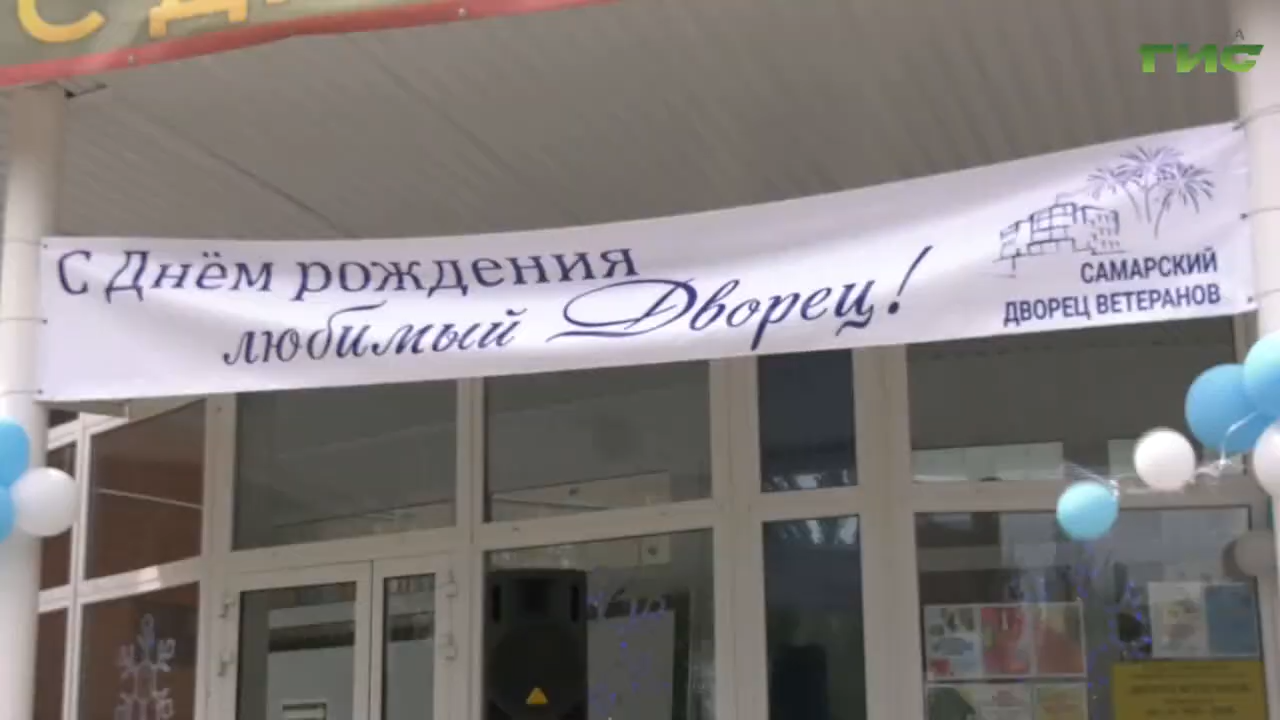 С Д
ГИС
С Днём рождения
любимый Дворец!
САМАРСКИЙ
ДВОРЕЦ ВЕТЕРАНОВ